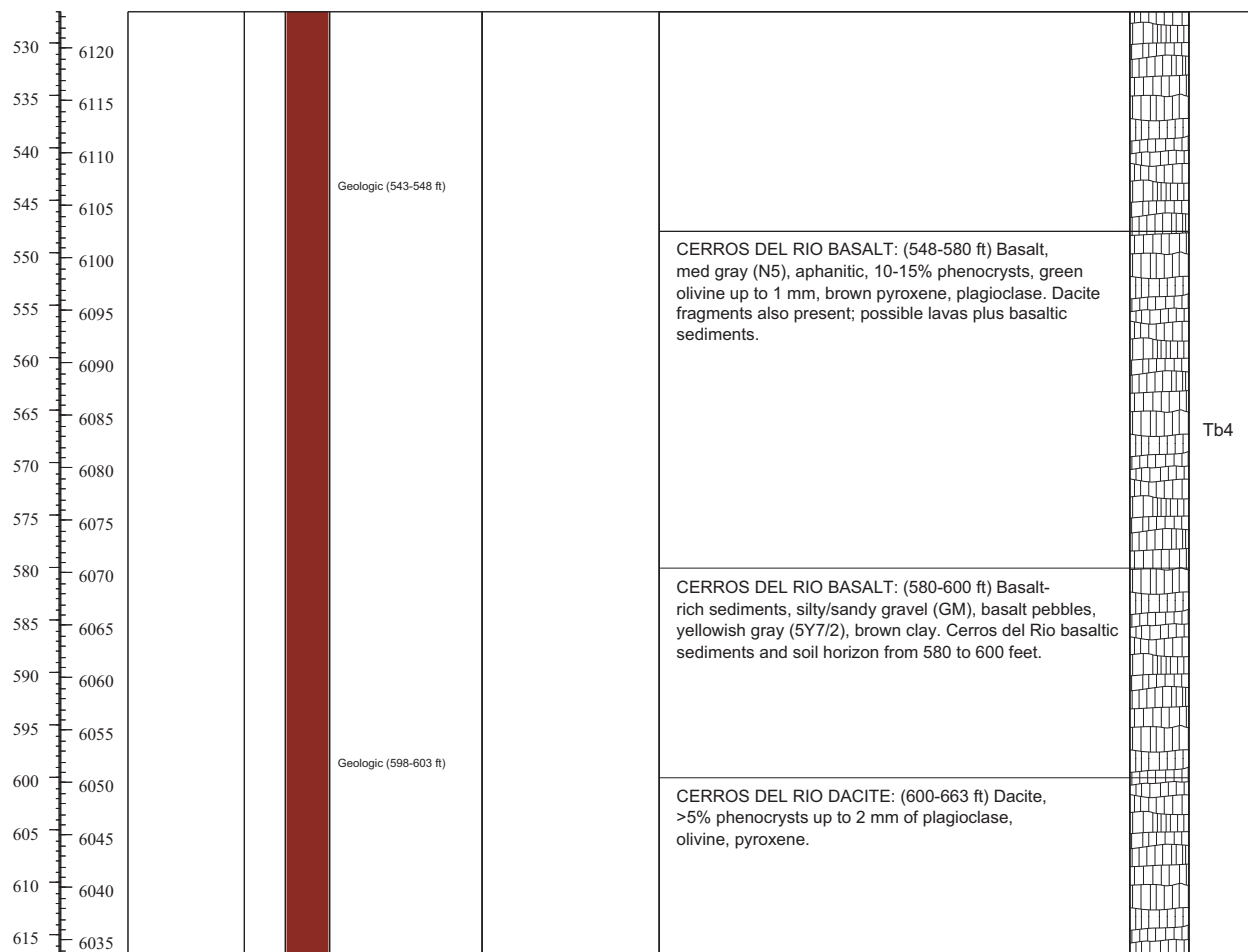 530 6120
535 6115
540 6110
Geologic (543-548 ft)
545 6105
CERROS DEL RIO BASALT: (548-580 ft) Basalt,
med gray (N5), aphanitic, 10-15% phenocrysts, green
olivine up to 1 mm, brown pyroxene, plagioclase. Dacite
fragments also present; possible lavas plus basaltic
sediments.
550 6100
555 6095
560 6090
565 6085
Tb4
570 6080
575 6075
580 6070
CERROS DEL RIO BASALT: (580-600 ft) Basalt-
rich sediments, silty/sandy gravel (GM), basalt pebbles,
yellowish gray (5Y7/2), brown clay. Cerros del Rio basaltic
sediments and soil horizon from 580 to 600 feet.
585 6065
590 6060
595 6055
Geologic (598-603 ft)
600 6050
CERROS DEL RIO DACITE: (600-663 ft) Dacite,
>5% phenocrysts up to 2 mm of plagioclase,
olivine, pyroxene.
605 6045
610 6040
615 6035